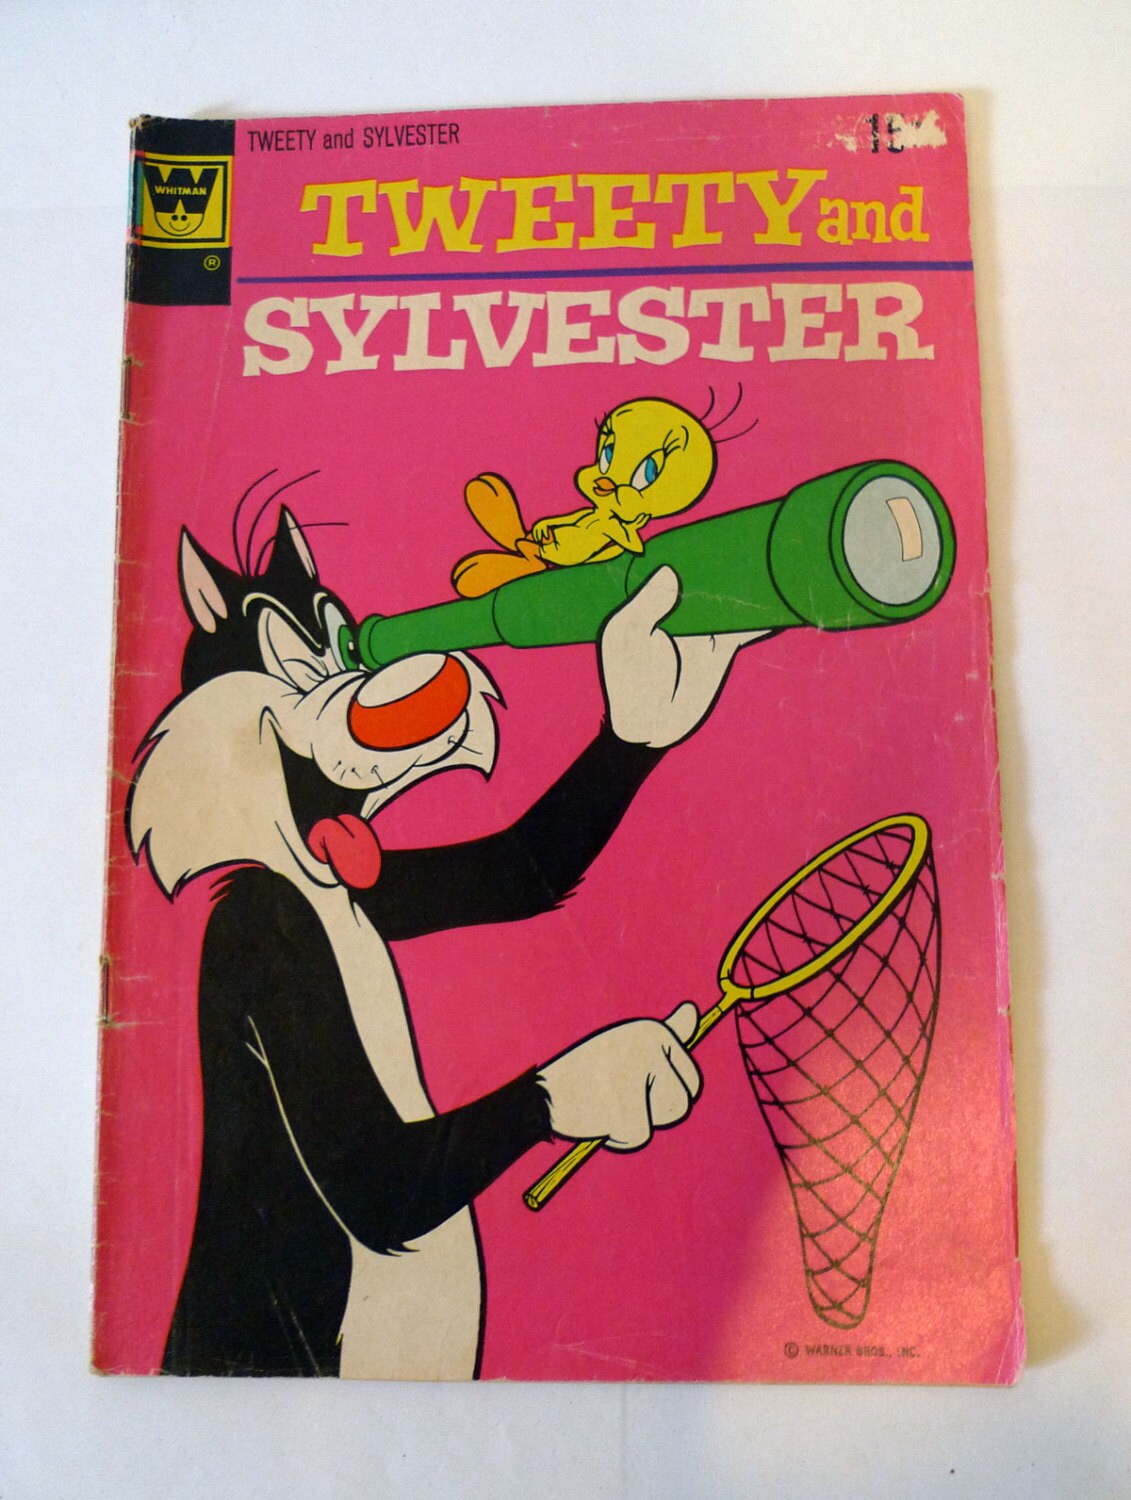 TWEETY and SYLVESTER
WHITMAN
®
TWEETY and
SYLVESTER
© WARNER BROS., INC.